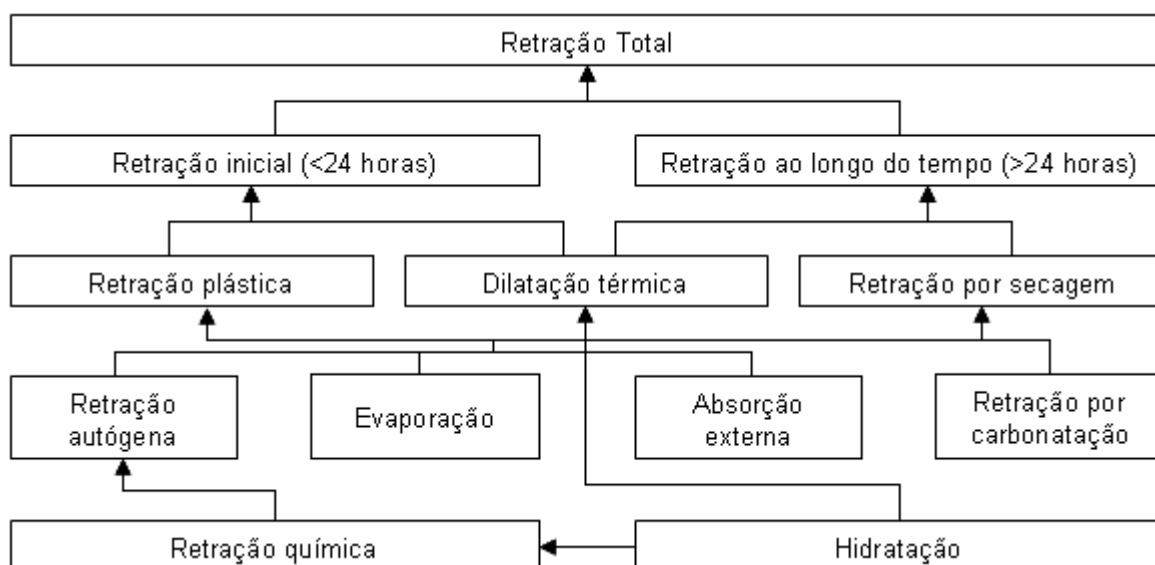 Retração Total
Retração inicial (<24 horas)
Retração ao longo do tempo (>24 horas)
Retração plástica
Dilatação térmica
Retração por secagem
Retração
autógena
Evaporação
Absorção
externa
Retração por
carbonatação
Retração química
Hidratação